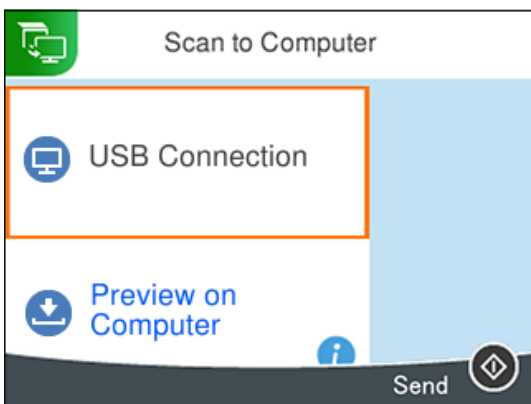 Scan to Computer
USB Connection
Preview on
Computer
i
Send